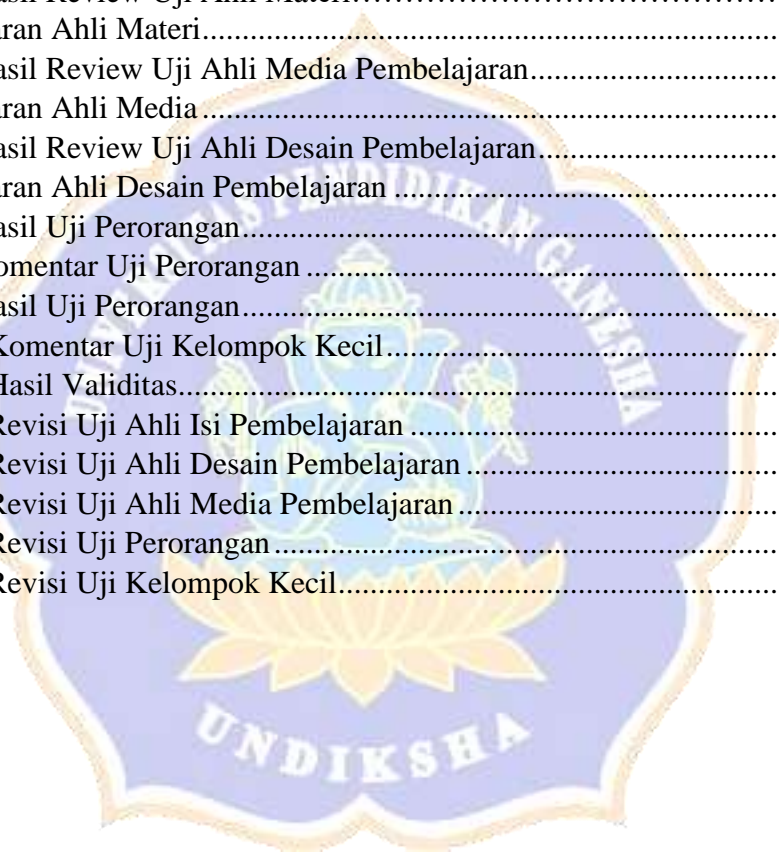 asil Review Uji Ahli Materi……………………………………
aran Ahli Materi..........................................................................
asil Review Uji Ahli Media Pembelajaran................................
aran Ahli Media ..........................................................................
asil Review Uji Ahli Desain Pembelajaran...............................
aran Ahli Desain Pembelajaran .................................................
asil Uji Perorangan.....................................................................
omentar Uji Perorangan .............................................................
asil Uji Perorangan.....................................................................
Komentar Uji Kelompok Kecil..................................................
Hasil Validitas.............................................................................
Revisi Uji Ahli Isi Pembelajaran ...............................................
Revisi Uji Ahli Desain Pembelajaran ........................................
Revisi Uji Ahli Media Pembelajaran .........................................
Revisi Uji Perorangan .................................................................
Revisi Uji Kelompok Kecil.........................................................
UNIVERSITAS PENDIDIKAN GANESHA
UNDIKSHA